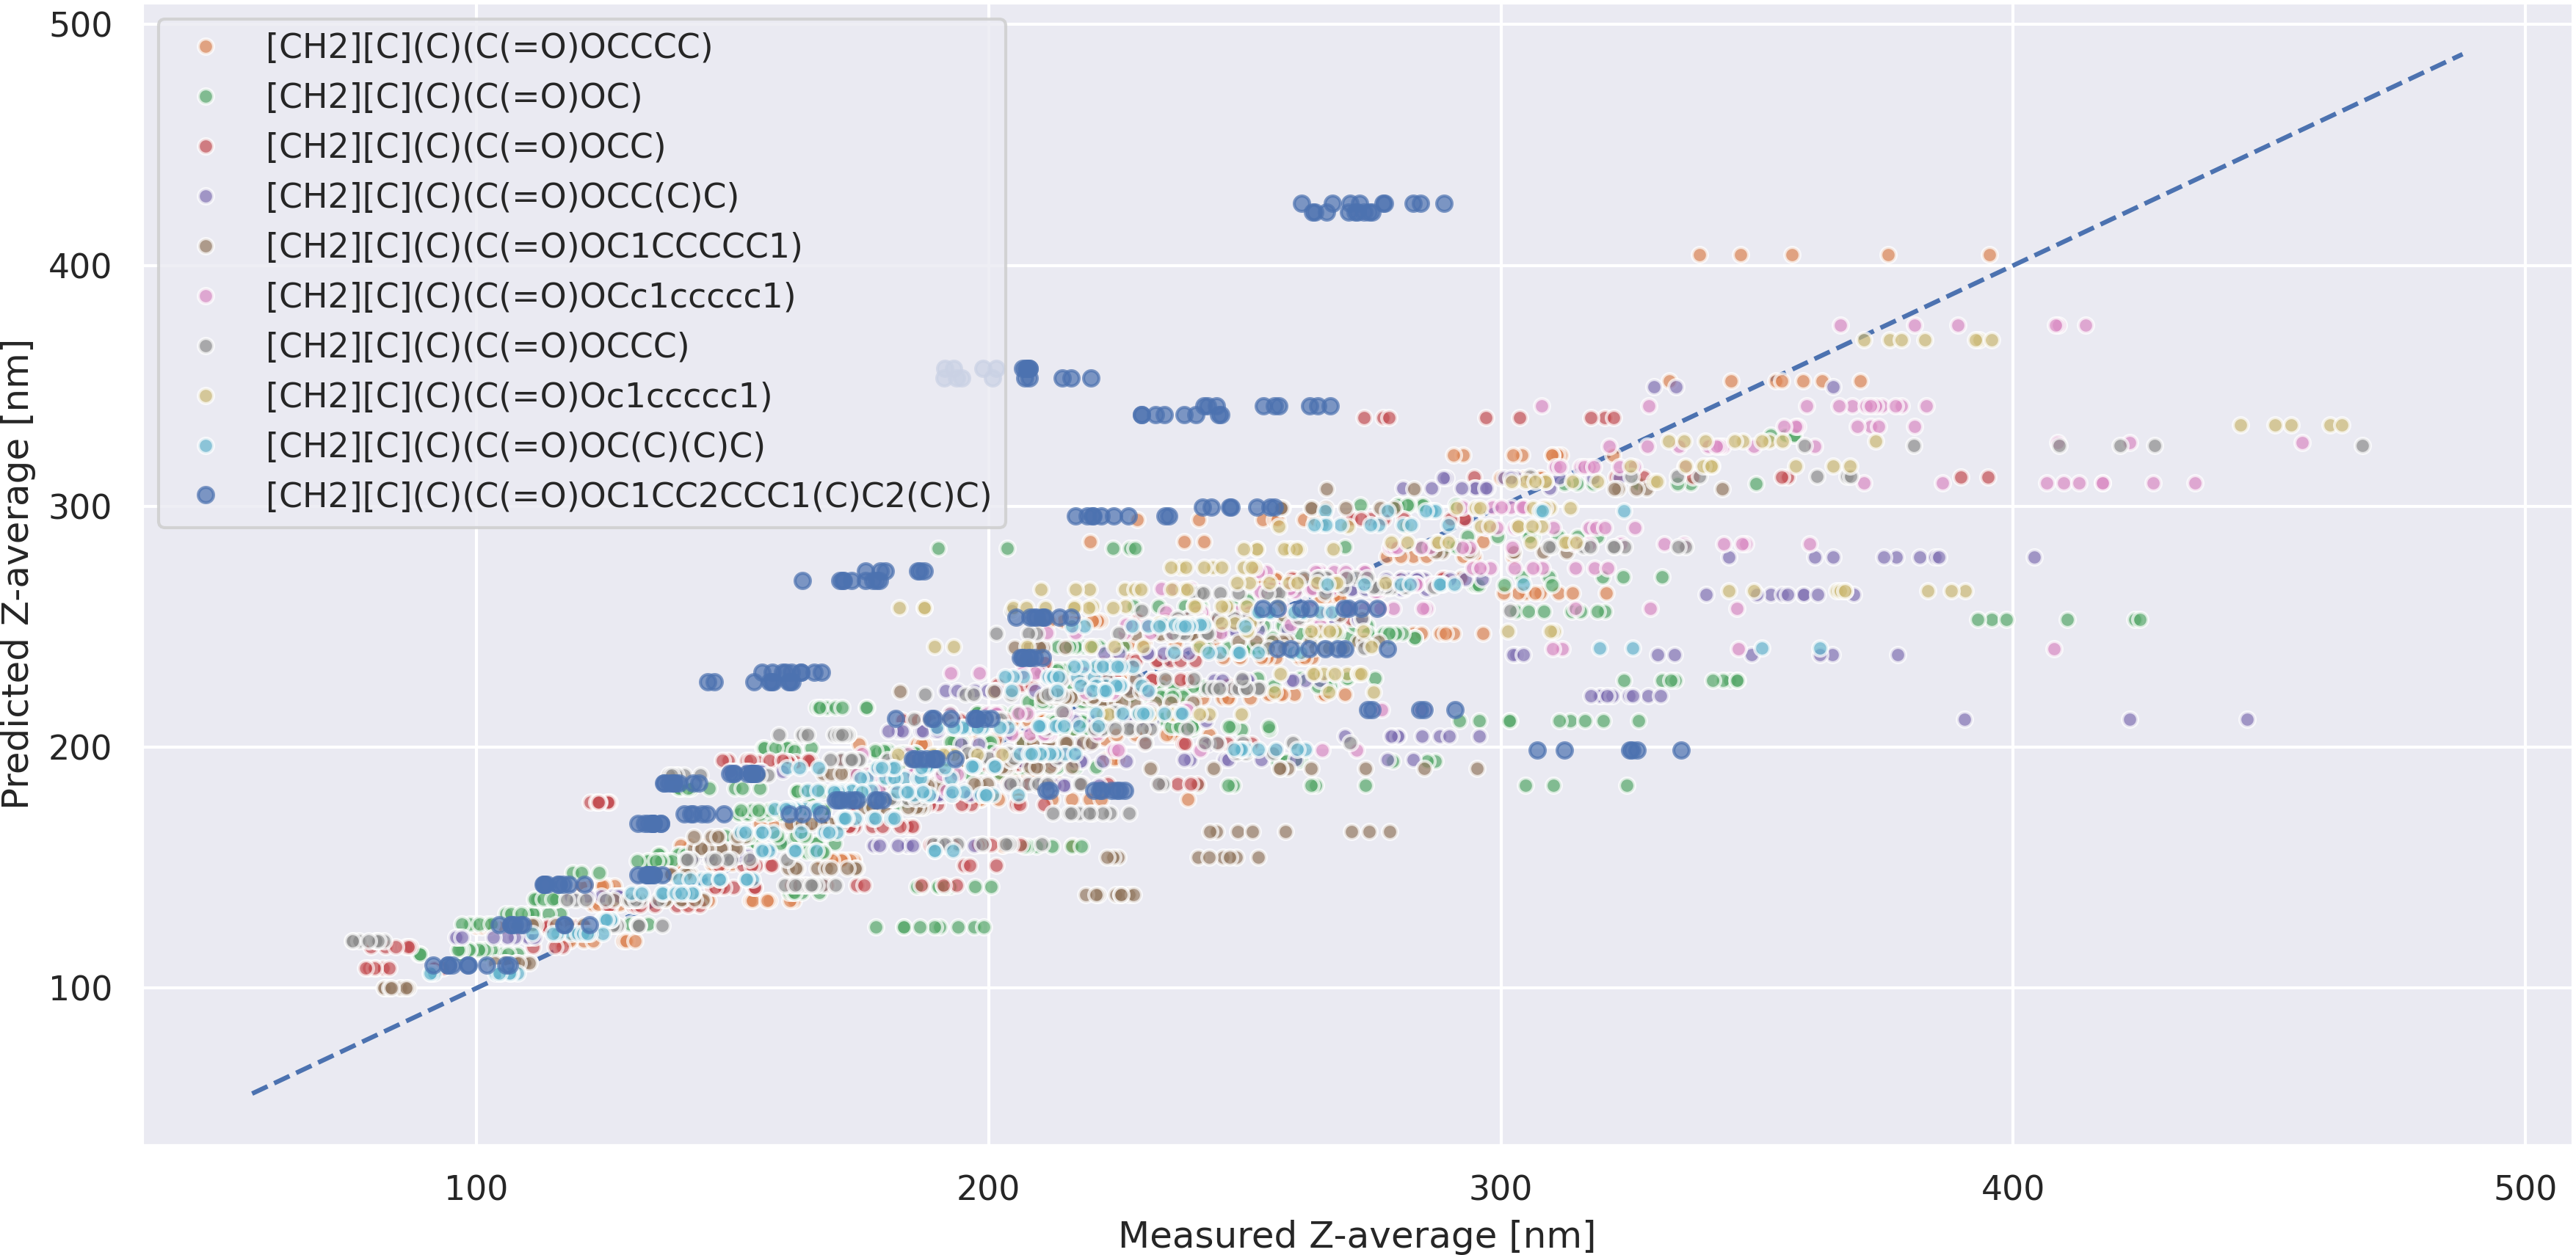 500
400
300
200
100
Predicted Z-average [nm]
[CH2][C](C)(C(=O)OCCCC)
[CH2][C](C)(C(=O)OC)
[CH2][C](C)(C(=O)OCC)
[CH2][C](C)(C(=O)OCC(C)C)
[CH2][C](C)(C(=O)OC1CCCCC1)
[CH2][C](C)(C(=O)OCc1ccccc1)
[CH2][C](C)(C(=O)OCCC)
[CH2][C](C)(C(=O)Oc1ccccc1)
[CH2][C](C)(C(=O)OC(C)(C)C)
[CH2][C](C)(C(=O)OC1CC2CCC1(C)C2(C)C)
100 200 300 400 500
Measured Z-average [nm]